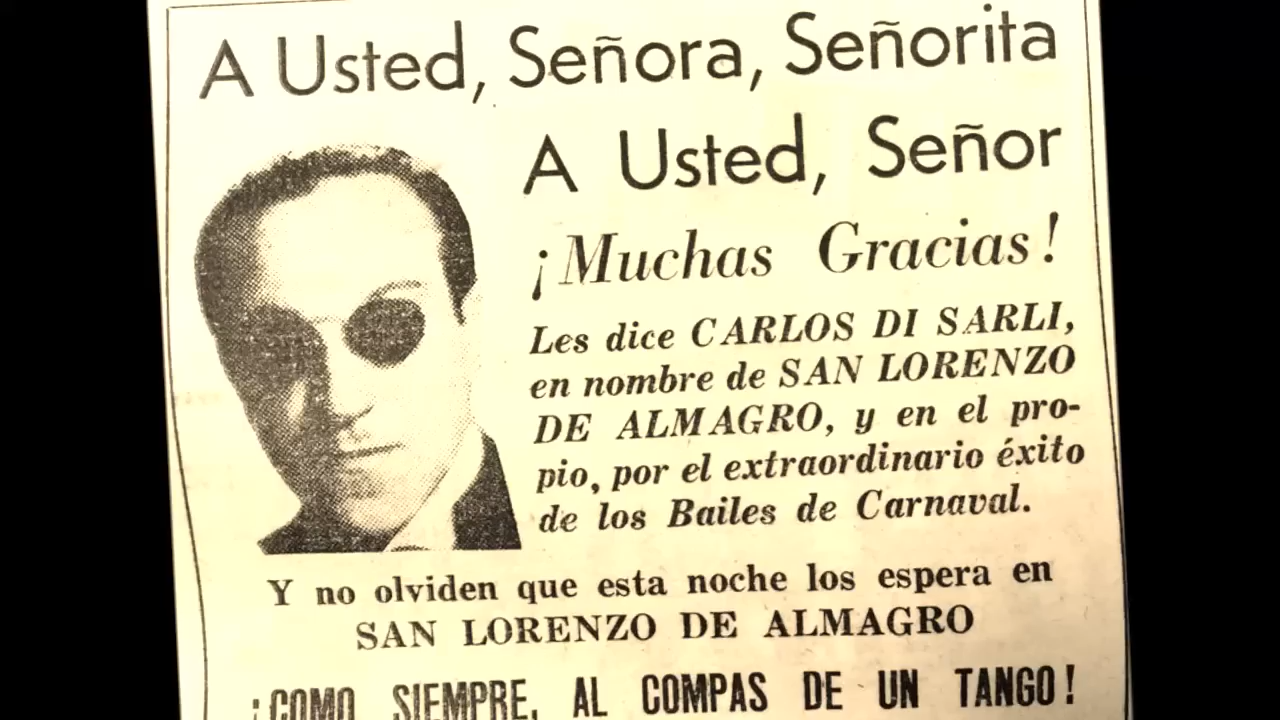 A Usted, Señora, Señorita
A Usted, Señor
¡Muchas Gracias!
Les dice CARLOS DI SARLI,
en nombre de SAN LORENZO
DE ALMAGRO, y en el pro-
pio, por el extraordinario éxito
de los Bailes de Carnaval.
Y no olviden que esta noche los espera en
SAN LORENZO DE ALMAGRO
¡COMO SIEMPRE, AL COMPAS DE UN TANGO!